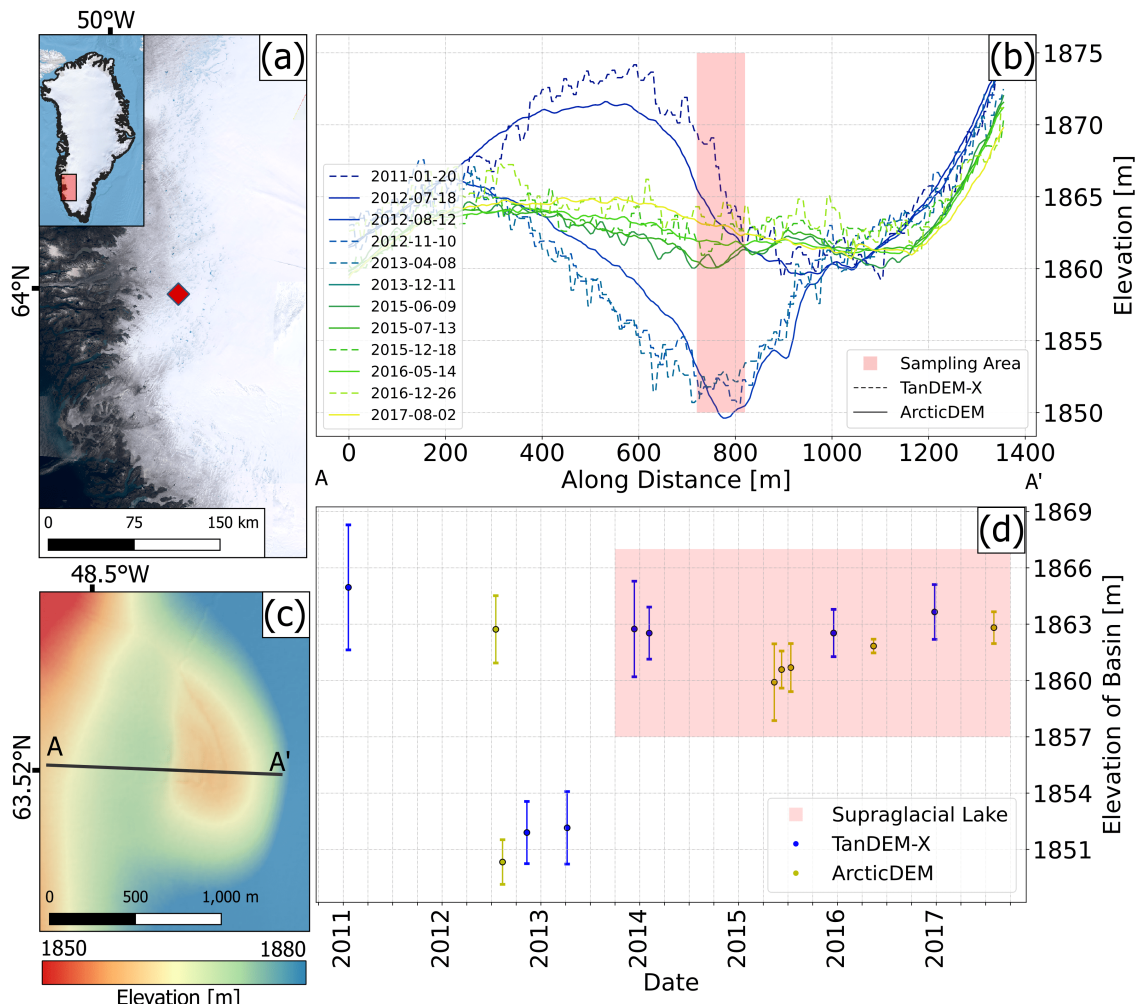 50°W
(a)
64°N
0 75 150 km
(b)
1875
1870
1865
1860
1855
1850
Elevation [m]
2011-01-20
2012-07-18
2012-08-12
2012-11-10
2013-04-08
2013-12-11
2015-06-09
2015-07-13
2015-12-18
2016-05-14
2016-12-26
2017-08-02
Sampling Area
TanDEM-X
ArcticDEM
0 200 400 600 800 1000 1200 1400
A Along Distance [m] A'
48.5°W
(c)
63.52°N
A A'
0 500 1,000 m
1850 1880
Elevation [m]
(d)
1869
1866
1863
1860
1857
1854
1851
Elevation of Basin [m]
Supraglacial Lake
TanDEM-X
ArcticDEM
2011 2012 2013 2014 2015 2016 2017
Date